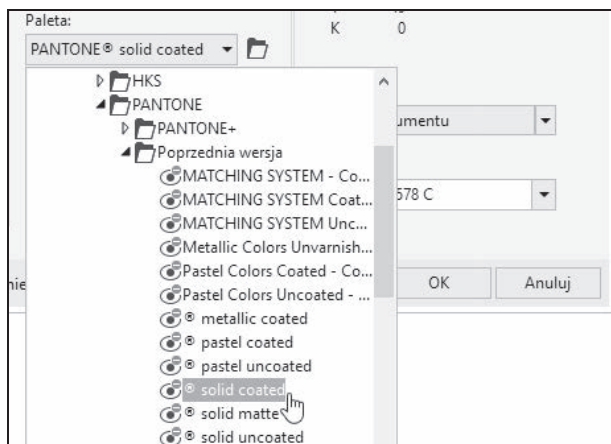 Paleta:
K 0
PANTONE® solid coated
HKS
PANTONE
PANTONE+
umentu
Poprzednia wersja
MATCHING SYSTEM - Co...
MATCHING SYSTEM Coat...
578 C
MATCHING SYSTEM Unc...
Metallic Colors Unvarnish...
Pastel Colors Coated - Co...
nie
OK
Anuluj
Pastel Colors Uncoated - ...
® metallic coated
® pastel coated
® pastel uncoated
® solid coated
® solid matte
® solid uncoated